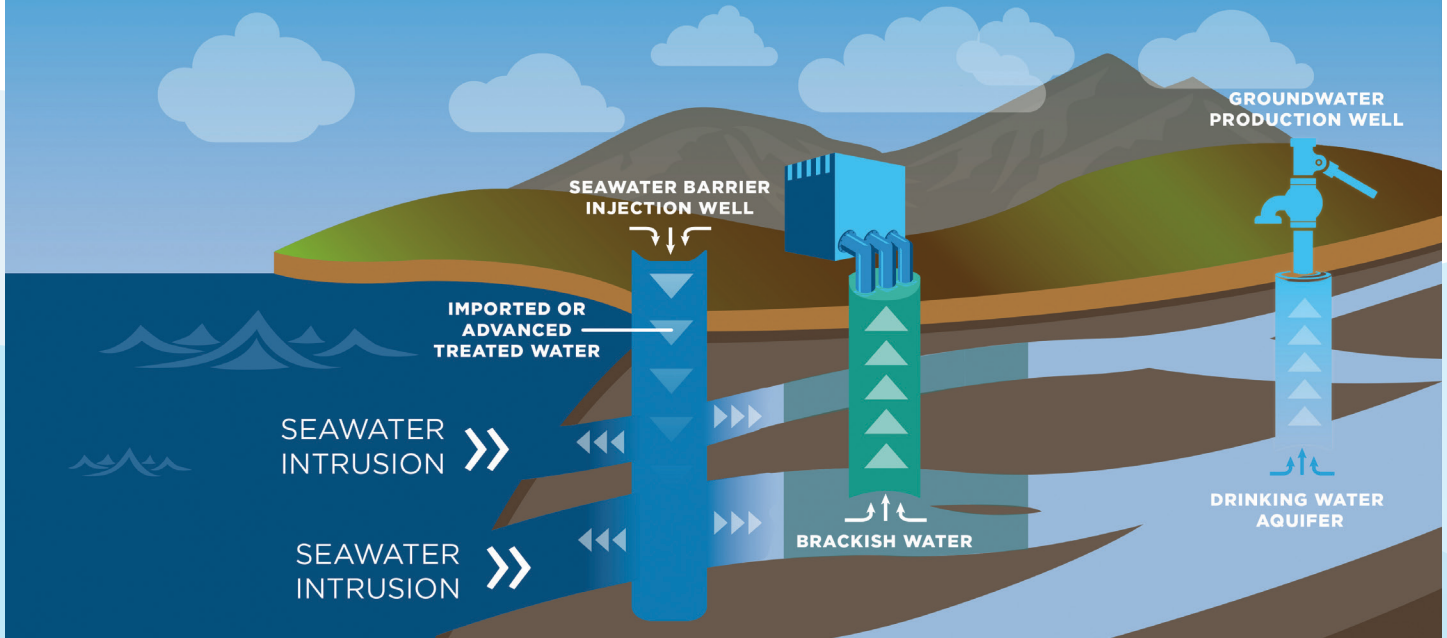 GROUNDWATER
PRODUCTION WELL
SEAWATER BARRIER
INJECTION WELL
IMPORTED OR
ADVANCED
TREATED WATER
SEAWATER
INTRUSION
SEAWATER
INTRUSION
BRACKISH WATER
DRINKING WATER
AQUIFER